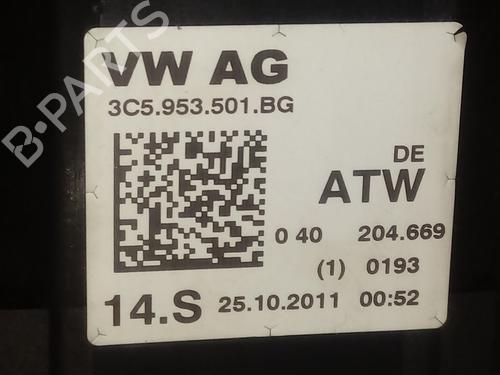 VW AG
3C5.953.501.BG
DE
ATW
0 40 204.669
(1) 0193
14.S 25.10.2011 00:52
B-PARTS